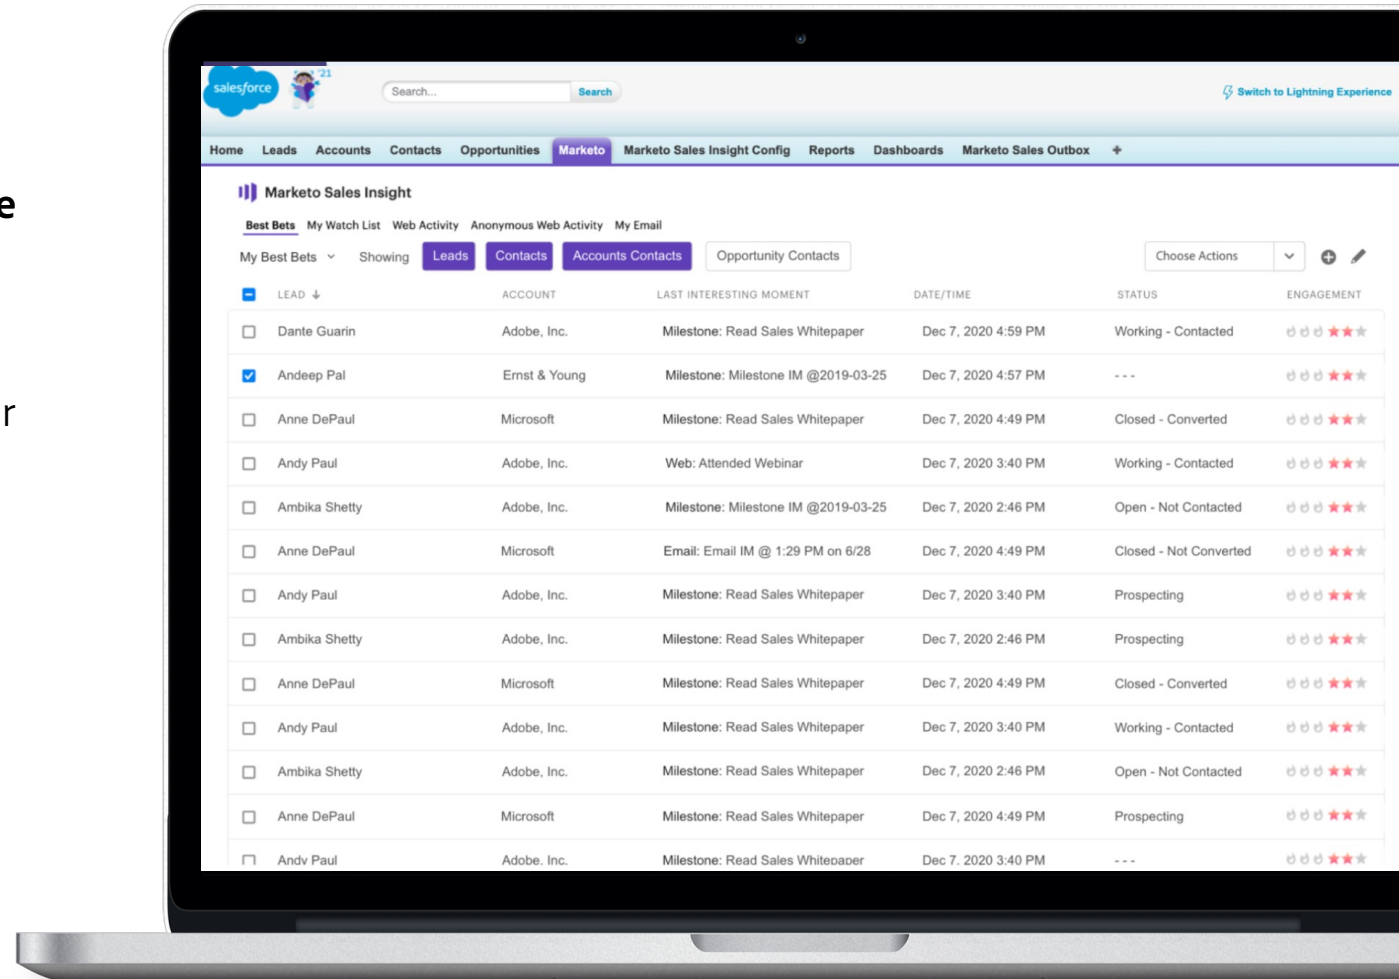 e
r
salesforce
'21
Search... Search
Switch to Lightning Experience
Home Leads Accounts Contacts Opportunities Marketo Marketo Sales Insight Config Reports Dashboards Marketo Sales Outbox +
Marketo Sales Insight
Best Bets My Watch List Web Activity Anonymous Web Activity My Email
My Best Bets Showing Leads Contacts Accounts Contacts Opportunity Contacts Choose Actions
LEAD ACCOUNT LAST INTERESTING MOMENT DATE/TIME STATUS ENGAGEMENT
Dante Guarin Adobe, Inc. Milestone: Read Sales Whitepaper Dec 7, 2020 4:59 PM Working - Contacted
Andeep Pal Ernst & Young Milestone: Milestone IM @2019-03-25 Dec 7, 2020 4:57 PM - - -
Anne DePaul Microsoft Milestone: Read Sales Whitepaper Dec 7, 2020 4:49 PM Closed - Converted
Andy Paul Adobe, Inc. Web: Attended Webinar Dec 7, 2020 3:40 PM Working - Contacted
Ambika Shetty Adobe, Inc. Milestone: Milestone IM @2019-03-25 Dec 7, 2020 2:46 PM Open - Not Contacted
Anne DePaul Microsoft Email: Email IM @ 1:29 PM on 6/28 Dec 7, 2020 4:49 PM Closed - Not Converted
Andy Paul Adobe, Inc. Milestone: Read Sales Whitepaper Dec 7, 2020 3:40 PM Prospecting
Ambika Shetty Adobe, Inc. Milestone: Read Sales Whitepaper Dec 7, 2020 2:46 PM Prospecting
Anne DePaul Microsoft Milestone: Read Sales Whitepaper Dec 7, 2020 4:49 PM Closed - Converted
Andy Paul Adobe, Inc. Milestone: Read Sales Whitepaper Dec 7, 2020 3:40 PM Working - Contacted
Ambika Shetty Adobe, Inc. Milestone: Read Sales Whitepaper Dec 7, 2020 2:46 PM Open - Not Contacted
Anne DePaul Microsoft Milestone: Read Sales Whitepaper Dec 7, 2020 4:49 PM Prospecting
Andy Paul Adobe, Inc. Milestone: Read Sales Whitepaper Dec 7, 2020 3:40 PM - - -